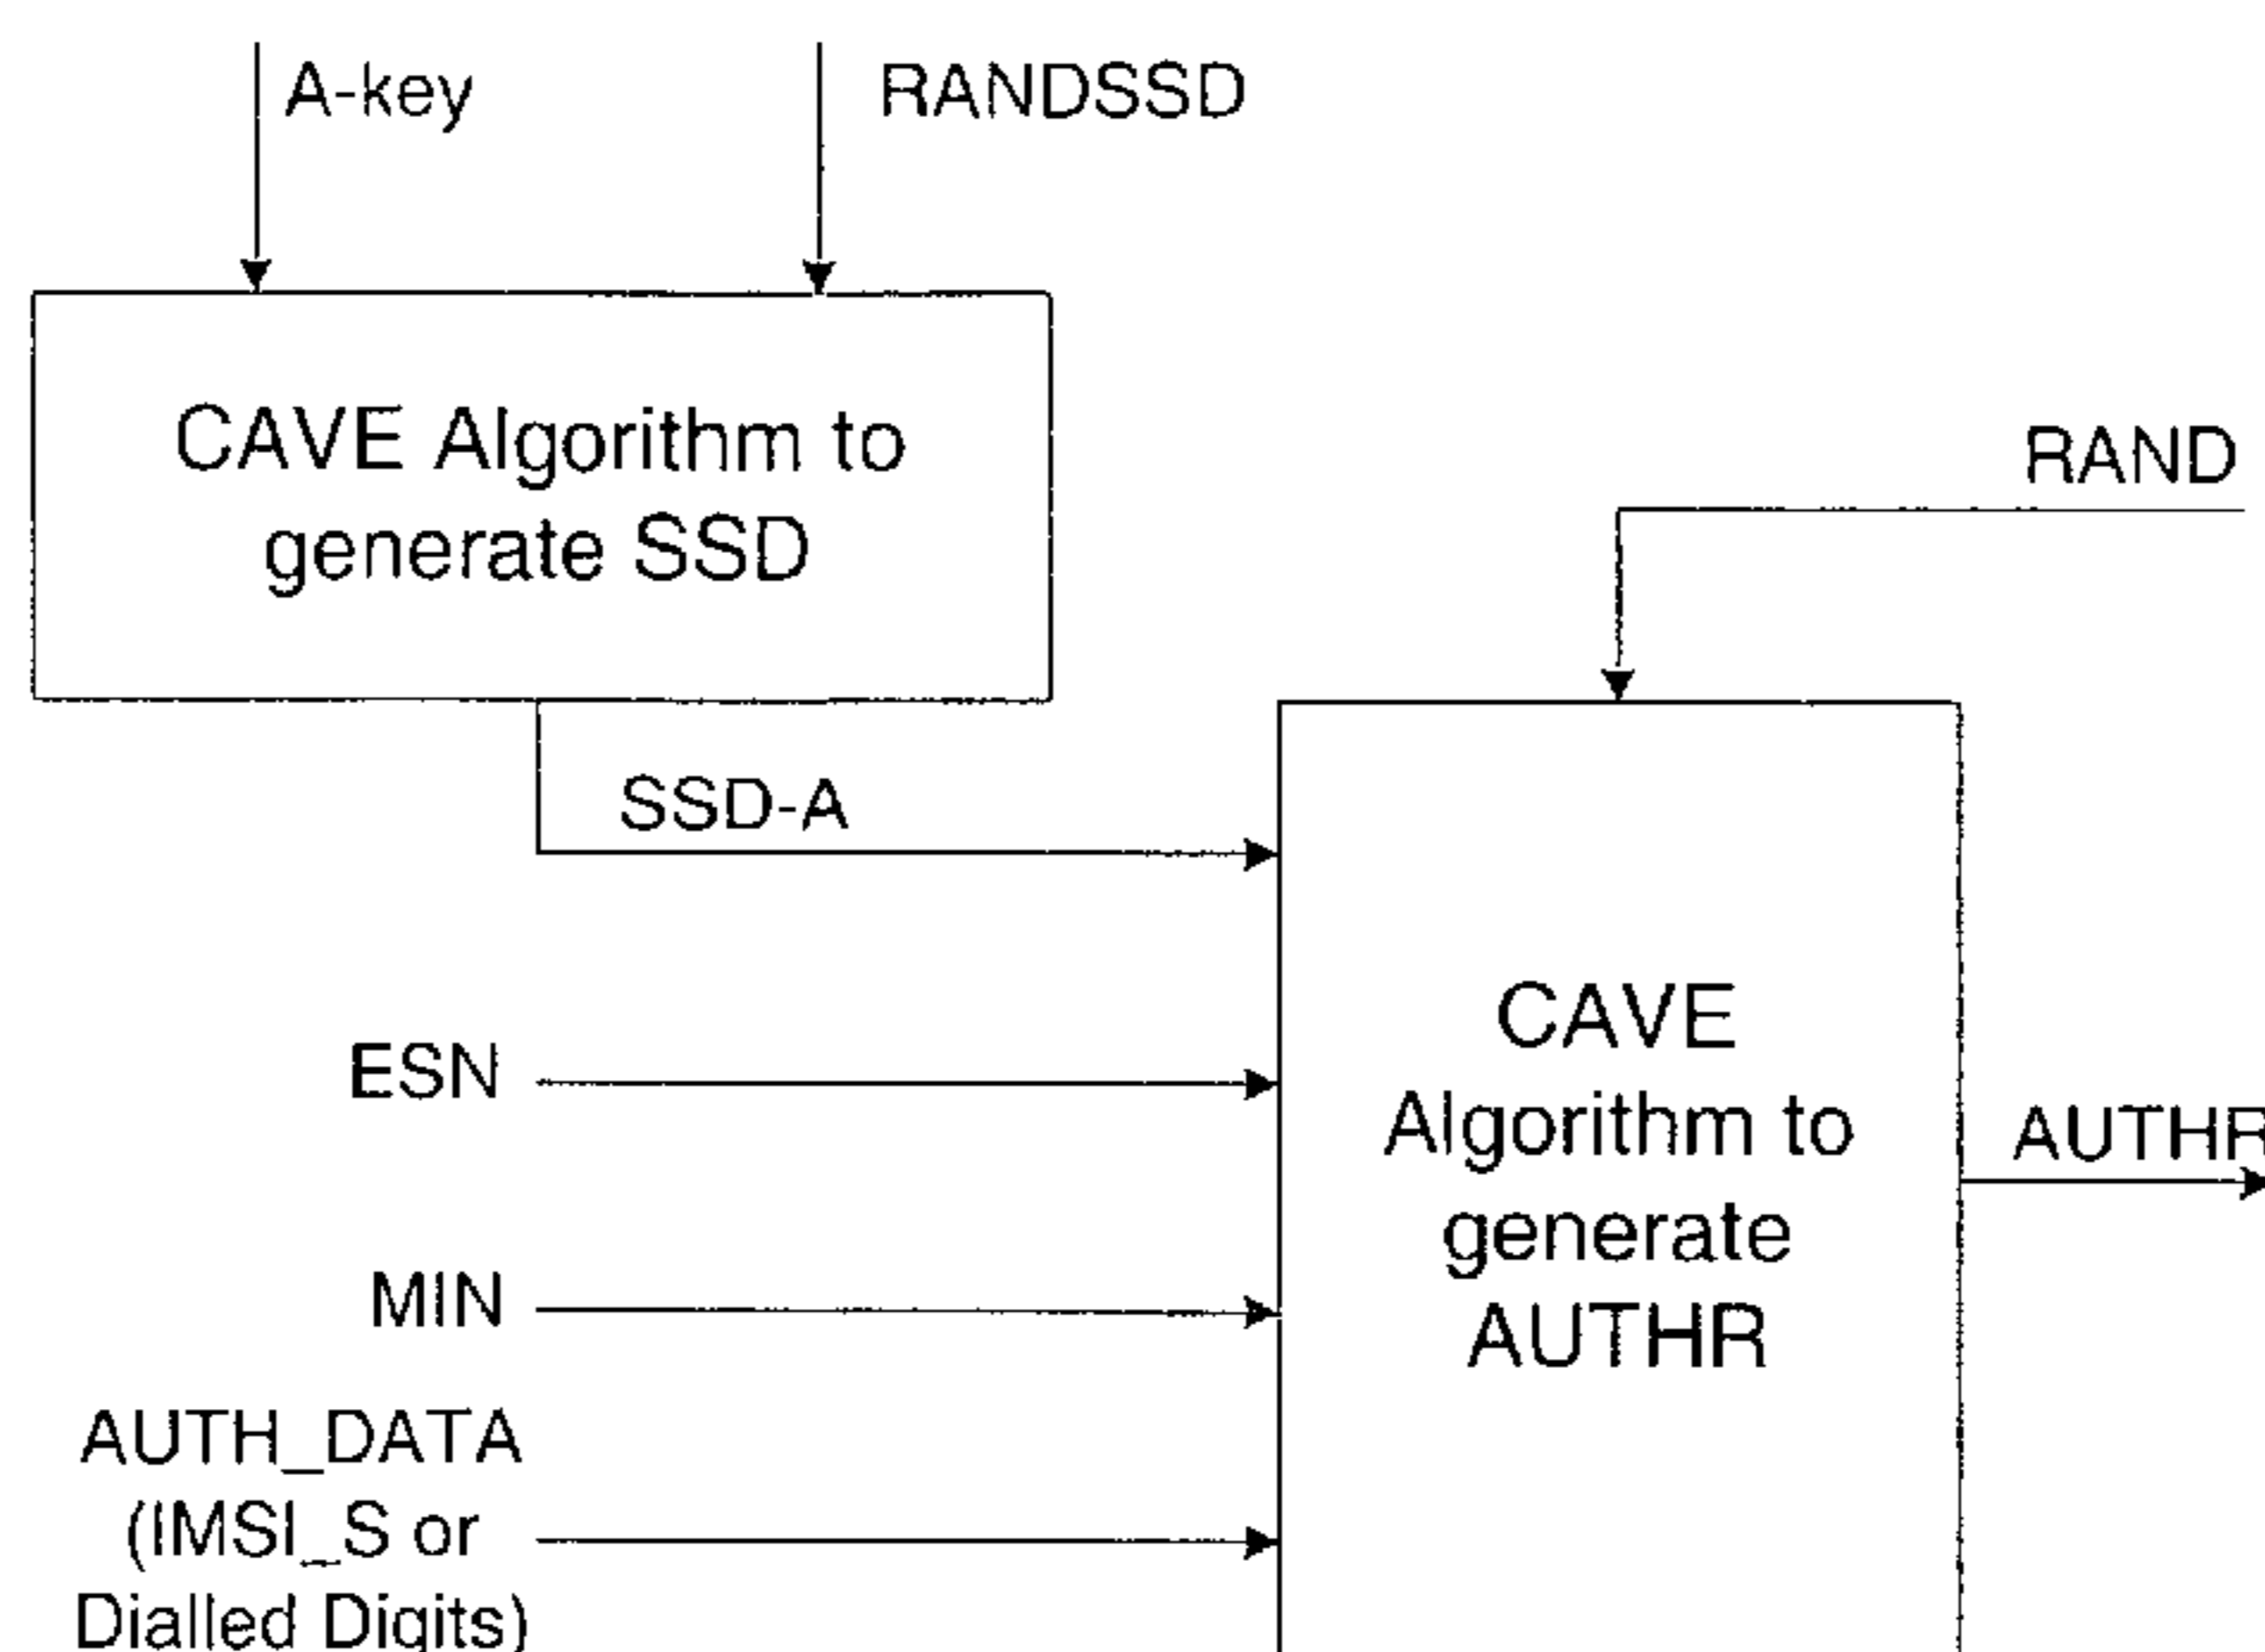 A-key
RANDSSD
CAVE Algorithm to
generate SSD
RAND
SSD-A
ESN
CAVE
Algorithm to
generate
AUTHR
AUTHR
MIN
AUTH_DATA
(IMSI_S or
Dialled Digits)